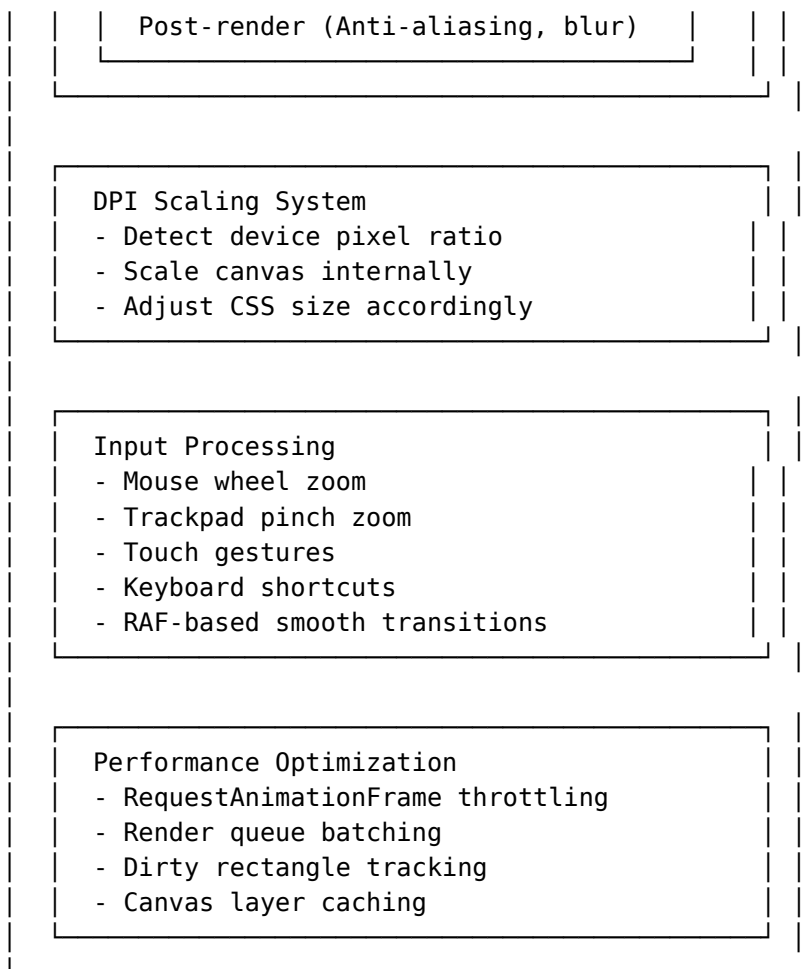 Post-render (Anti-aliasing, blur)
DPI Scaling System
- Detect device pixel ratio
- Scale canvas internally
- Adjust CSS size accordingly
Input Processing
- Mouse wheel zoom
- Trackpad pinch zoom
- Touch gestures
- Keyboard shortcuts
- RAF-based smooth transitions
Performance Optimization
- RequestAnimationFrame throttling
- Render queue batching
- Dirty rectangle tracking
- Canvas layer caching